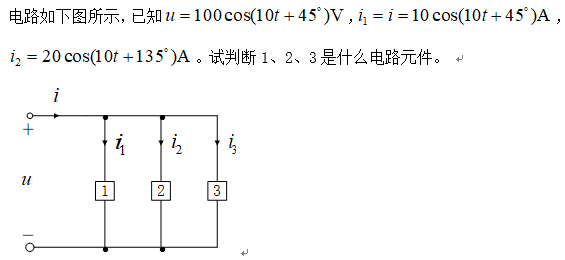 电路如下图所示，已知 u = 100cos(10t + 45°)V , i₁ = i = 10cos(10t + 45°)A ，
i₂ = 20cos(10t + 135°)A 。试判断 1、2、3 是什么电路元件。 ↵
i
+
i₁ i₂ i₃
u
1 2 3
− ↵